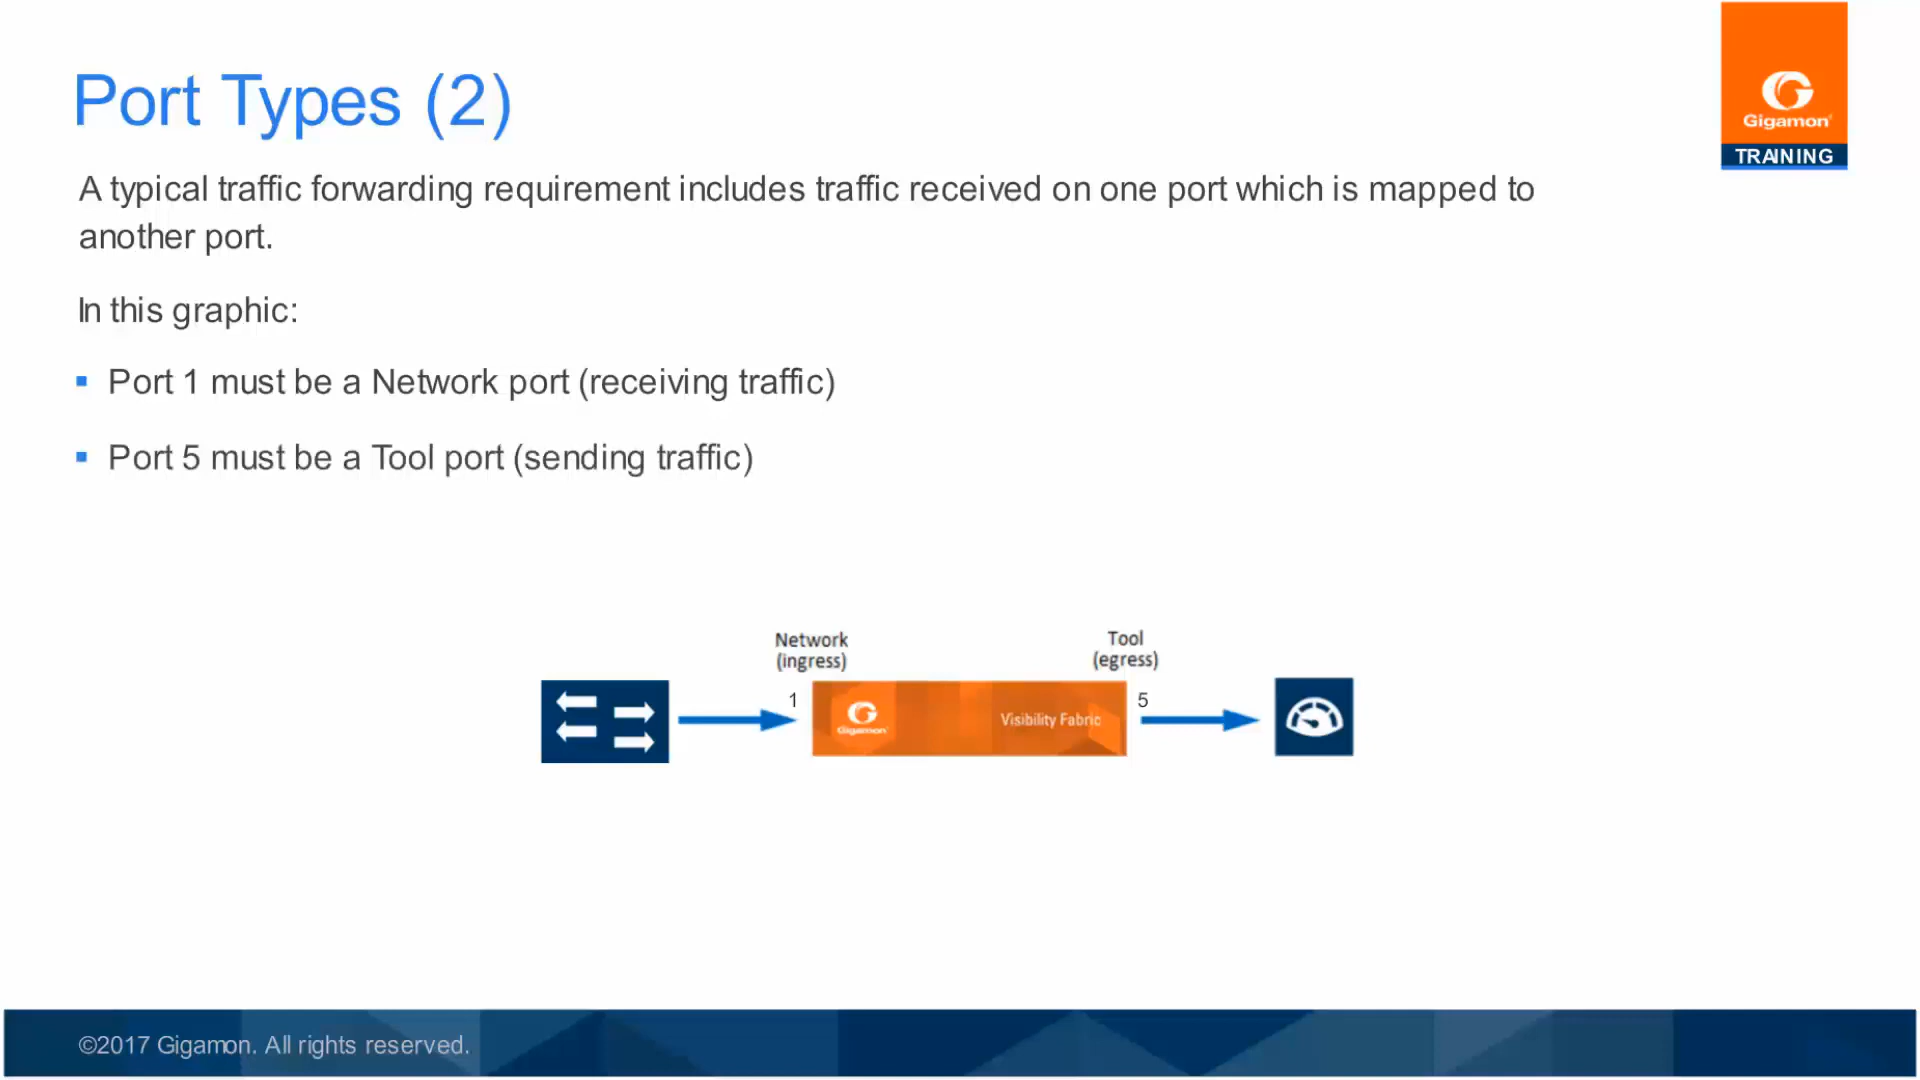 Port Types (2)
Gigamon
TRAINING
A typical traffic forwarding requirement includes traffic received on one port which is mapped to
another port.
In this graphic:
▪ Port 1 must be a Network port (receiving traffic)
▪ Port 5 must be a Tool port (sending traffic)
Network
(ingress)
Tool
(egress)
1
Gigamon
Visibility Fabric
5
©2017 Gigamon. All rights reserved.